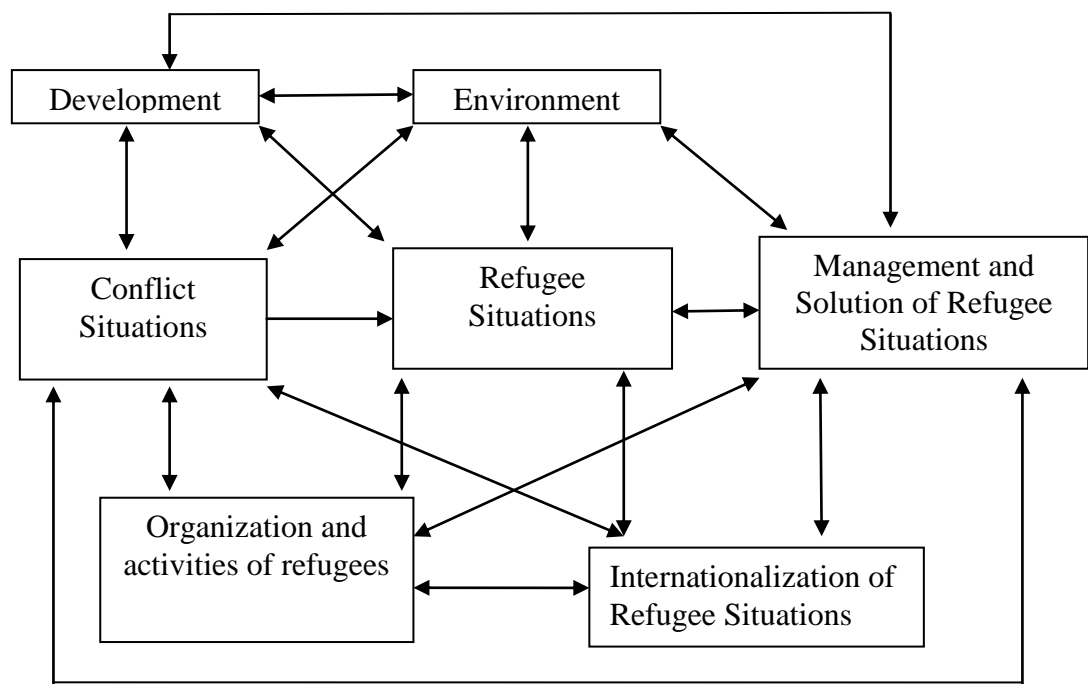 Development
Environment
Conflict
Situations
Refugee
Situations
Management and
Solution of Refugee
Situations
Organization and
activities of refugees
Internationalization of
Refugee Situations